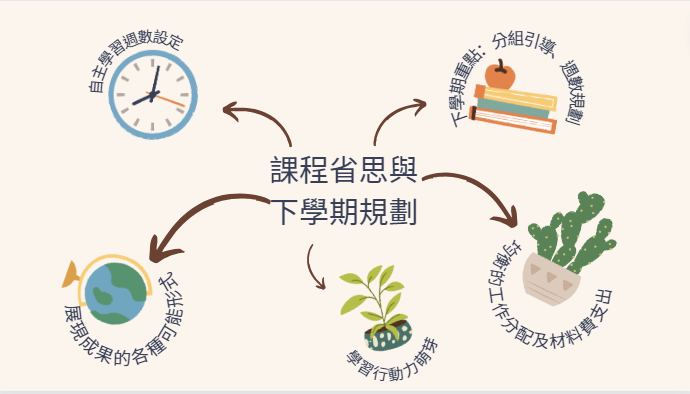 自主學習週數設定
下學期重點：分組引導、週數規劃
課程省思與
下學期規劃
均衡的工作分配及材料費支出
展現成果的各種可能形式
學習行動力萌芽